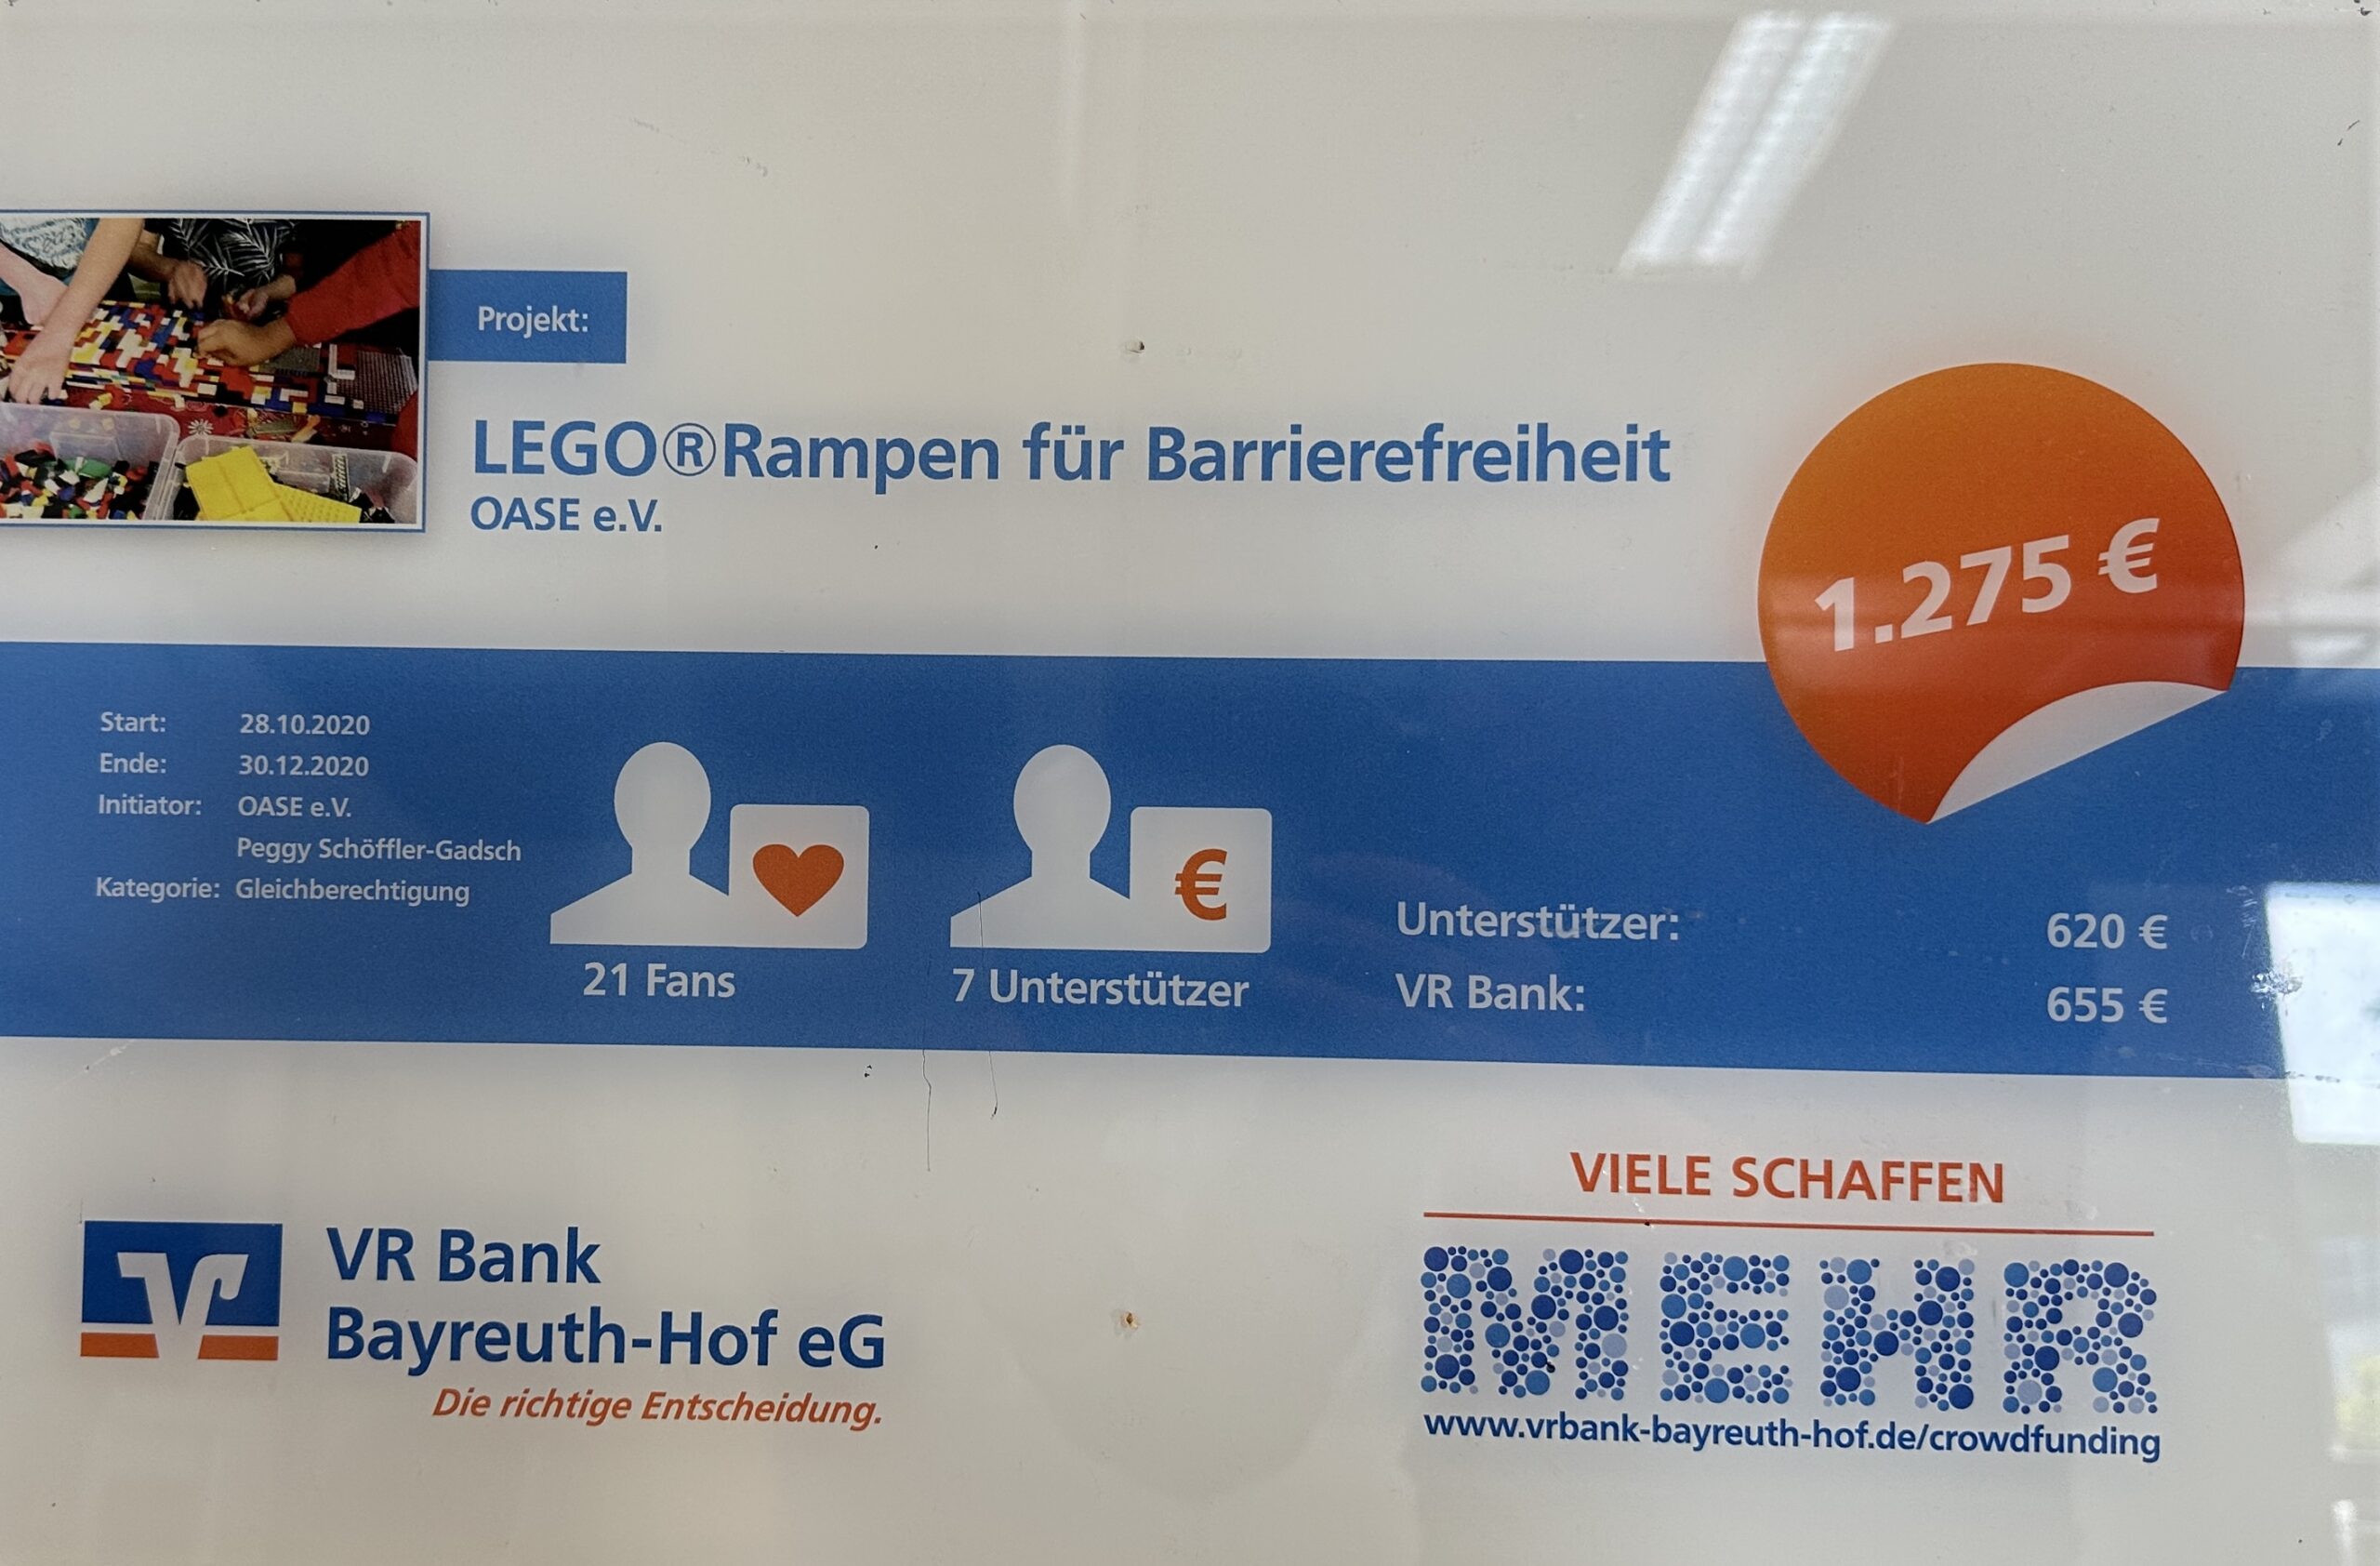 Projekt:
LEGO®Rampen für Barrierefreiheit
OASE e.V.
1.275 €
Start: 28.10.2020
Ende: 30.12.2020
Initiator: OASE e.V.
Peggy Schöffler-Gadsch
Kategorie: Gleichberechtigung
21 Fans
€
7 Unterstützer
Unterstützer: 620 €
VR Bank: 655 €
VR Bank
Bayreuth-Hof eG
Die richtige Entscheidung.
VIELE SCHAFFEN
MEHR
www.vrbank-bayreuth-hof.de/crowdfunding